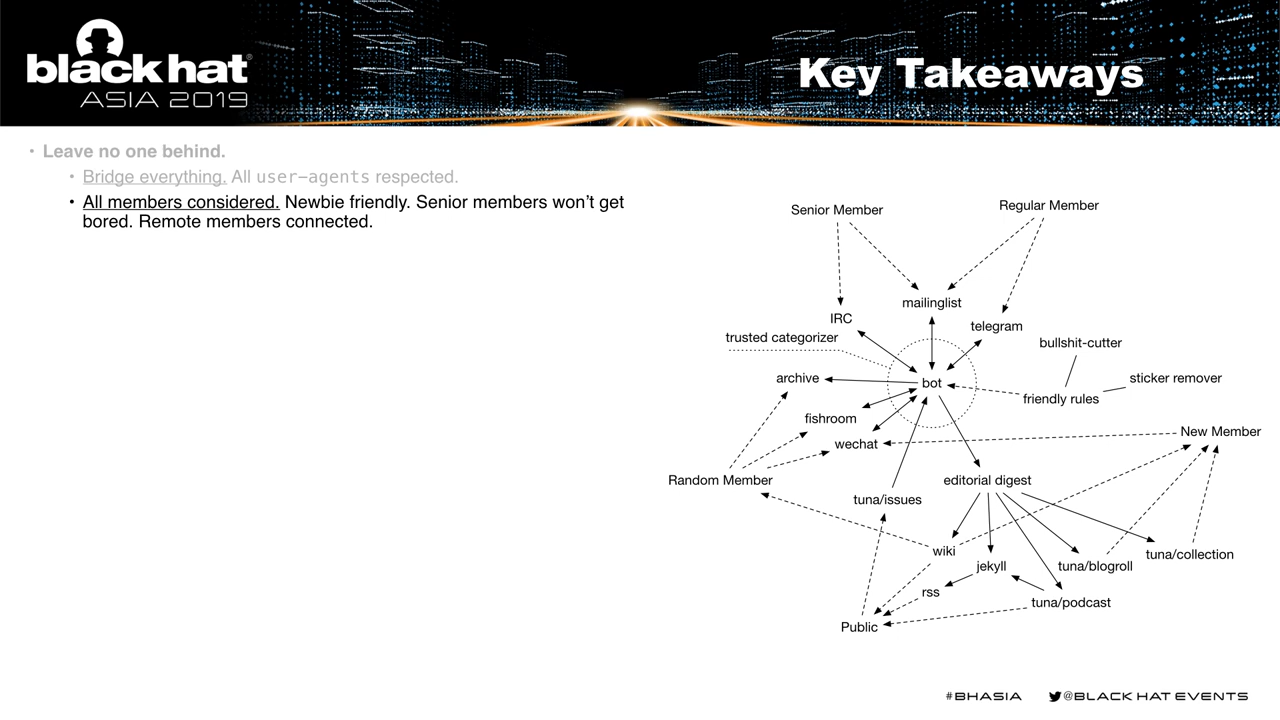 black hat®
ASIA 2019
Key Takeaways
• Leave no one behind.
• Bridge everything. All user-agents respected.
• All members considered. Newbie friendly. Senior members won’t get
bored. Remote members connected.
Senior Member
Regular Member
mailinglist
IRC
telegram
trusted categorizer
bullshit-cutter
archive
bot
sticker remover
friendly rules
fishroom
wechat
New Member
Random Member
editorial digest
tuna/issues
wiki
tuna/collection
jekyll
tuna/blogroll
rss
tuna/podcast
Public
#BHASIA
@BLACK HAT EVENTS